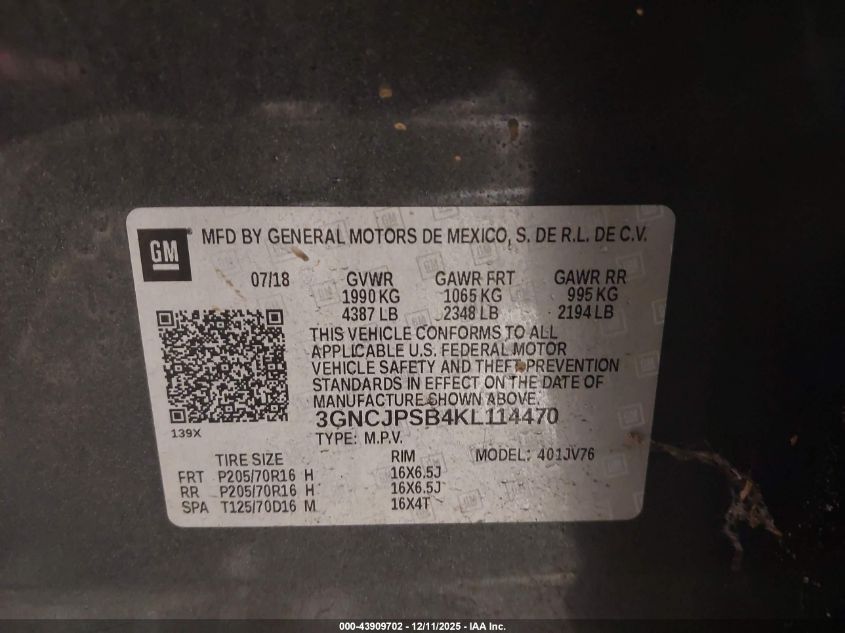 GM
MFD BY GENERAL MOTORS DE MEXICO, S. DE R.L. DE C.V.
07/18 GVWR GAWR FRT GAWR RR
1990 KG 1065 KG 995 KG
4387 LB 2348 LB 2194 LB
THIS VEHICLE CONFORMS TO ALL
APPLICABLE U.S. FEDERAL MOTOR
VEHICLE SAFETY AND THEFT PREVENTION
STANDARDS IN EFFECT ON THE DATE OF
MANUFACTURE SHOWN ABOVE.
3GNCJPSB4KL114470
139X
TYPE: M.P.V.
TIRE SIZE RIM MODEL: 401JV76
FRT P205/70R16 H 16X6.5J
RR P205/70R16 H 16X6.5J
SPA T125/70D16 M 16X4T
000-43909702 - 12/11/2025 - IAA Inc.